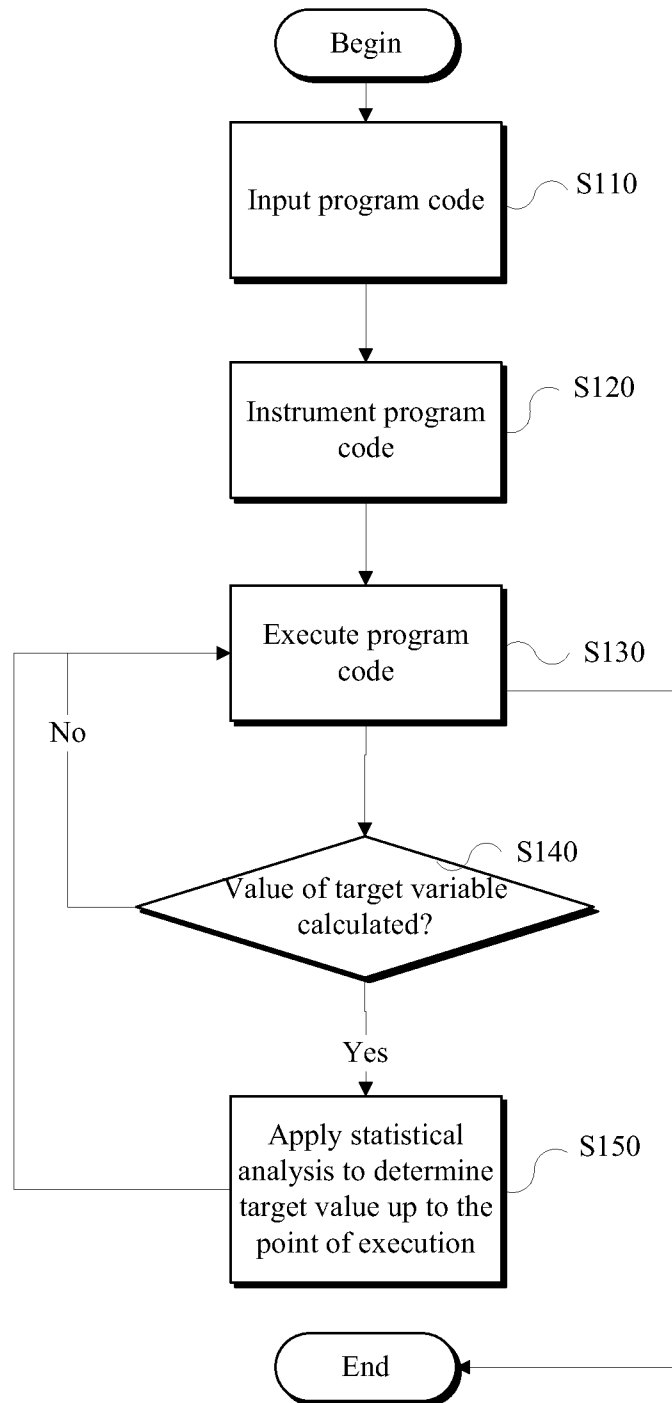 Begin
Input program code
S110
Instrument program
code
S120
Execute program
code
S130
No
S140
Value of target variable
calculated?
Yes
Apply statistical
analysis to determine
target value up to the
point of execution
S150
End